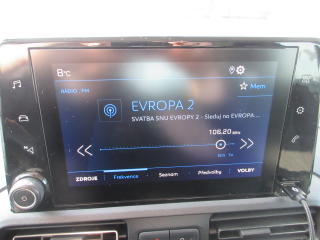 8°C
Mem
RÁDIO : FM
EVROPA 2
SVATBA SNU EVROPY 2 - Sleduj na EVROPA...
106.20 MHz
ZDROJE Frekvence Seznam Předvolby VOLBY